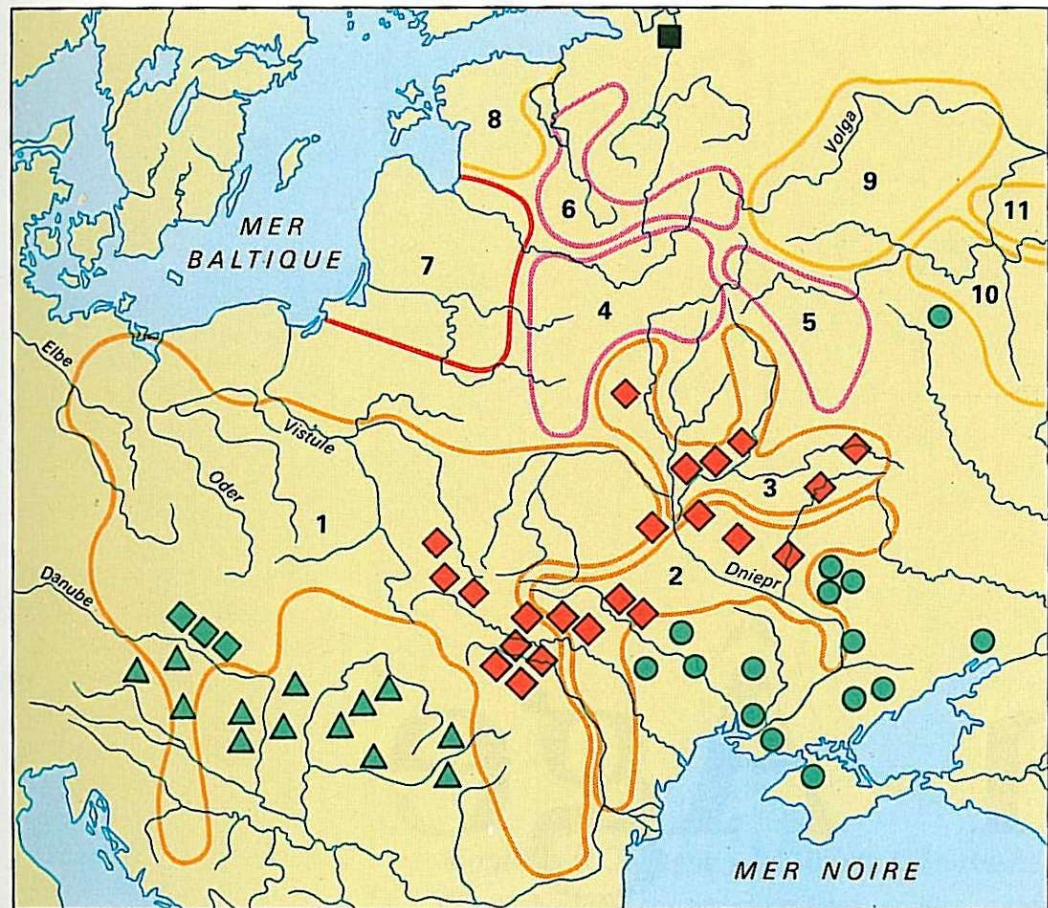 8
Volga
9
11
6
MER
BALTIQUE
7
10
4
5
Elbe
Vistule
Oder
3
1
Danube
2
Dniepr
MER NOIRE